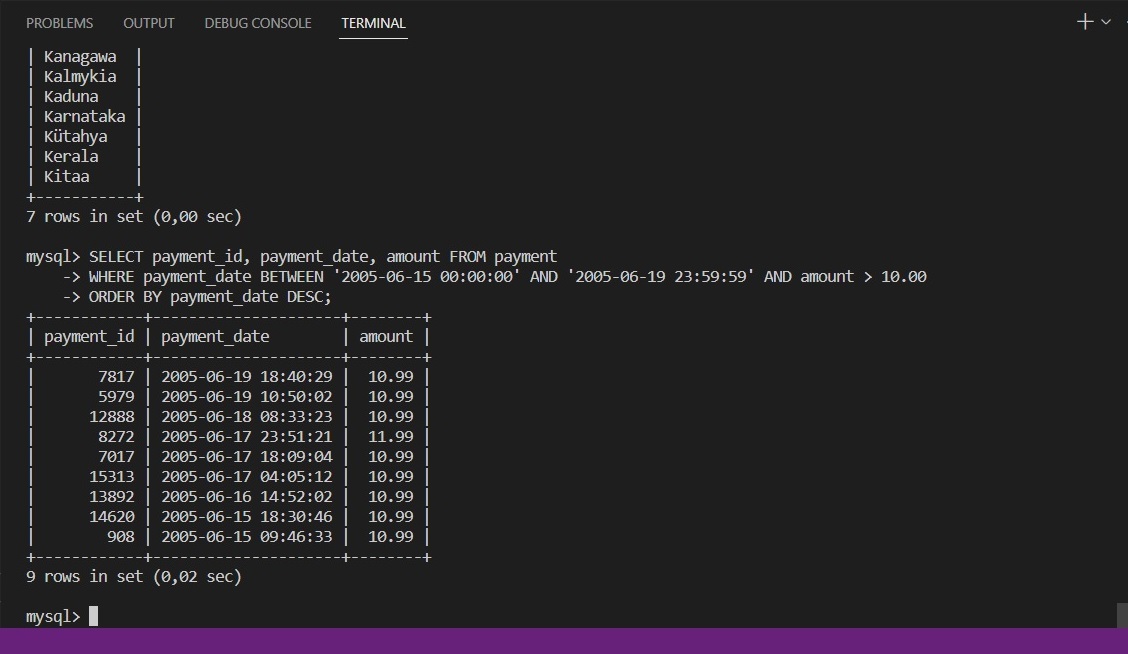 PROBLEMS OUTPUT DEBUG CONSOLE TERMINAL
| Kanagawa  |
| Kalmykia  |
| Kaduna    |
| Karnataka |
| Kütahya   |
| Kerala    |
| Kitaa     |
+-----------+
7 rows in set (0,00 sec)
mysql> SELECT payment_id, payment_date, amount FROM payment
    -> WHERE payment_date BETWEEN '2005-06-15 00:00:00' AND '2005-06-19 23:59:59' AND amount > 10.00
    -> ORDER BY payment_date DESC;
+------------+---------------------+--------+
| payment_id | payment_date        | amount |
+------------+---------------------+--------+
|       7817 | 2005-06-19 18:40:29 |  10.99 |
|       5979 | 2005-06-19 10:50:02 |  10.99 |
|      12888 | 2005-06-18 08:33:23 |  10.99 |
|       8272 | 2005-06-17 23:51:21 |  11.99 |
|       7017 | 2005-06-17 18:09:04 |  10.99 |
|      15313 | 2005-06-17 04:05:12 |  10.99 |
|      13892 | 2005-06-16 14:52:02 |  10.99 |
|      14620 | 2005-06-15 18:30:46 |  10.99 |
|        908 | 2005-06-15 09:46:33 |  10.99 |
+------------+---------------------+--------+
9 rows in set (0,02 sec)
mysql>